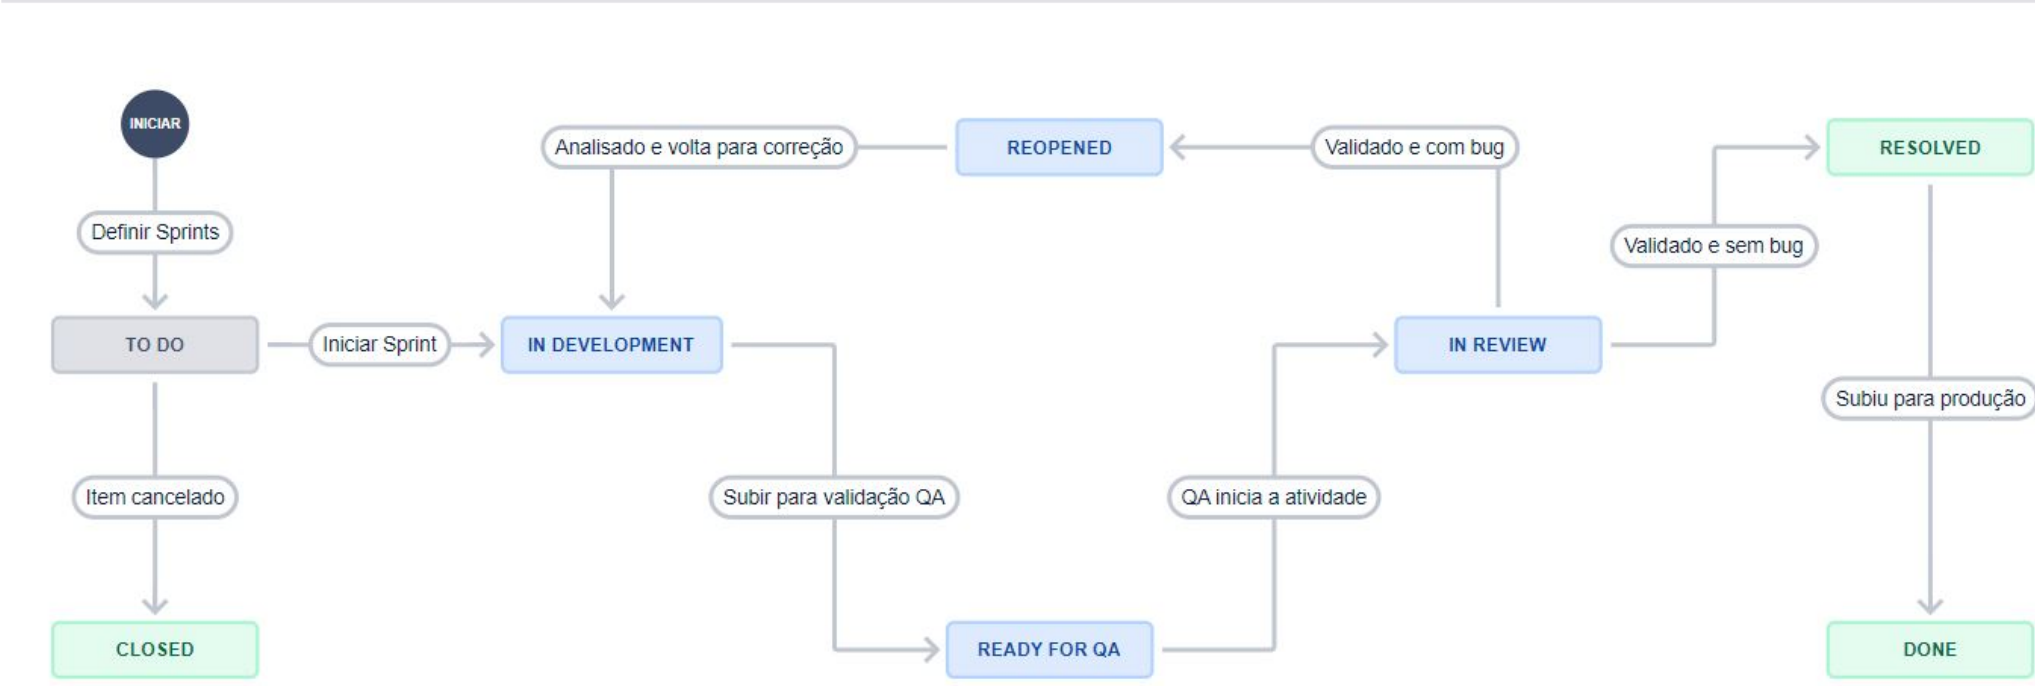 INICIAR
Analisado e volta para correção
REOPENED
Validado e com bug
RESOLVED
Definir Sprints
Validado e sem bug
TO DO
Iniciar Sprint
IN DEVELOPMENT
IN REVIEW
Subiu para produção
Item cancelado
Subir para validação QA
QA inicia a atividade
CLOSED
READY FOR QA
DONE